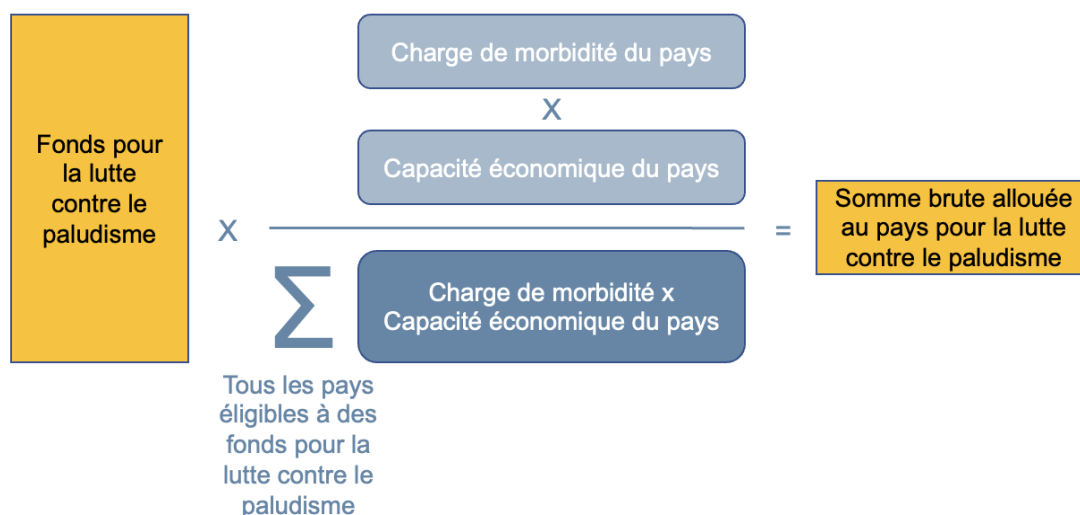 Fonds pour
la lutte
contre le
paludisme
X
Charge de morbidité du pays
X
Capacité économique du pays
Σ
Charge de morbidité x
Capacité économique du pays
Tous les pays
éligibles à des
fonds pour la
lutte contre le
paludisme
=
Somme brute allouée
au pays pour la lutte
contre le paludisme